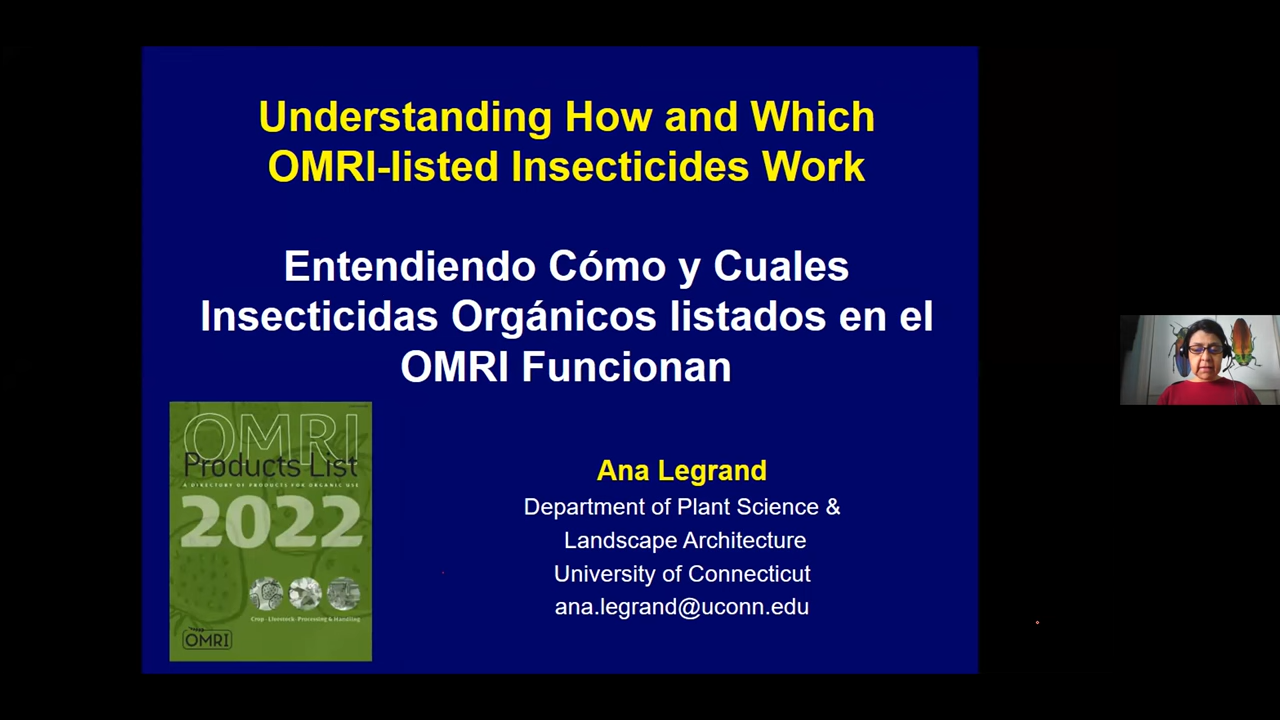 Understanding How and Which
OMRI-listed Insecticides Work
Entendiendo Cómo y Cuales
Insecticidas Orgánicos listados en el
OMRI Funcionan
OMRI
Products List
A DIRECTORY OF PRODUCTS FOR ORGANIC USE
2022
Crop · Livestock · Processing & Handling
OMRI
Ana Legrand
Department of Plant Science &
Landscape Architecture
University of Connecticut
ana.legrand@uconn.edu